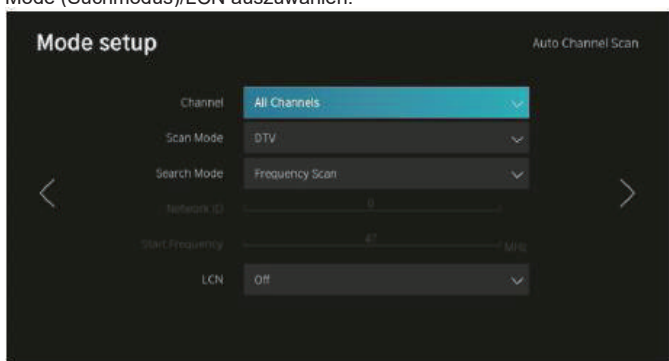 Mode (Suchmodus)/LCN auszuwählen.
Mode setup
Auto Channel Scan
Channel All Channels
Scan Mode DTV
Search Mode Frequency Scan
Network ID 0
Start Frequency 47 MHz
LCN Off